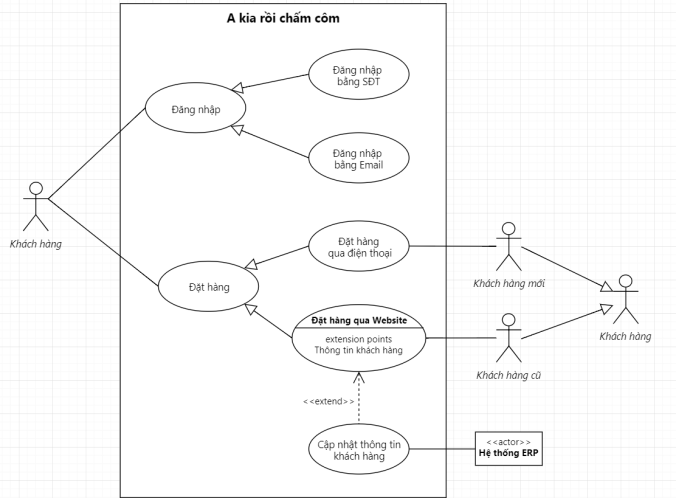 A kia rồi chấm côm
Đăng nhập
bằng SĐT
Đăng nhập
Đăng nhập
bằng Email
Khách hàng
Đặt hàng
qua điện thoại
Khách hàng mới
Đặt hàng
Đặt hàng qua Website
extension points
Thông tin khách hàng
Khách hàng
Khách hàng cũ
<<extend>>
Cập nhật thông tin
khách hàng
<<actor>>
Hệ thống ERP